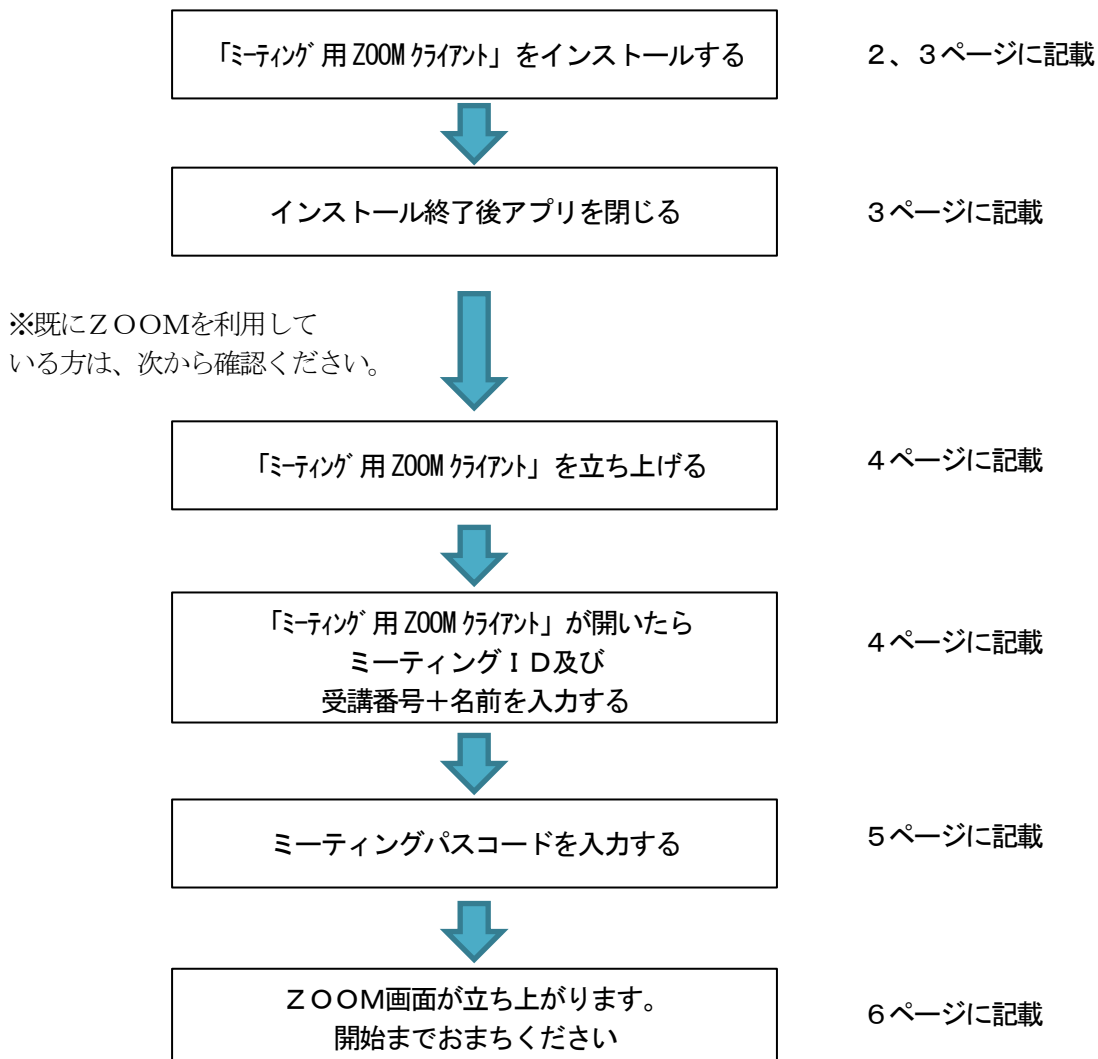 「ﾐｰﾃｨﾝｸﾞ用 ZOOM ｸﾗｲｱﾝﾄ」をインストールする
2、3ページに記載
インストール終了後アプリを閉じる
3ページに記載
※既にＺＯＯＭを利用して
いる方は、次から確認ください。
「ﾐｰﾃｨﾝｸﾞ用 ZOOM ｸﾗｲｱﾝﾄ」を立ち上げる
４ページに記載
「ﾐｰﾃｨﾝｸﾞ用 ZOOM ｸﾗｲｱﾝﾄ」が開いたら
ミーティングＩＤ及び
受講番号＋名前を入力する
４ページに記載
ミーティングパスコードを入力する
５ページに記載
ＺＯＯＭ画面が立ち上がります。
開始までおまちください
６ページに記載